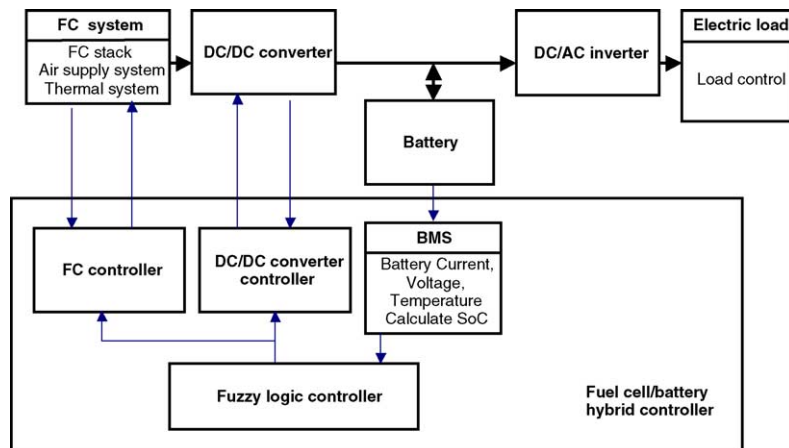 FC system
FC stack
Air supply system
Thermal system
DC/DC converter
DC/AC inverter
Electric load
Load control
Battery
FC controller
DC/DC converter
controller
BMS
Battery Current,
Voltage,
Temperature
Calculate SoC
Fuzzy logic controller
Fuel cell/battery
hybrid controller